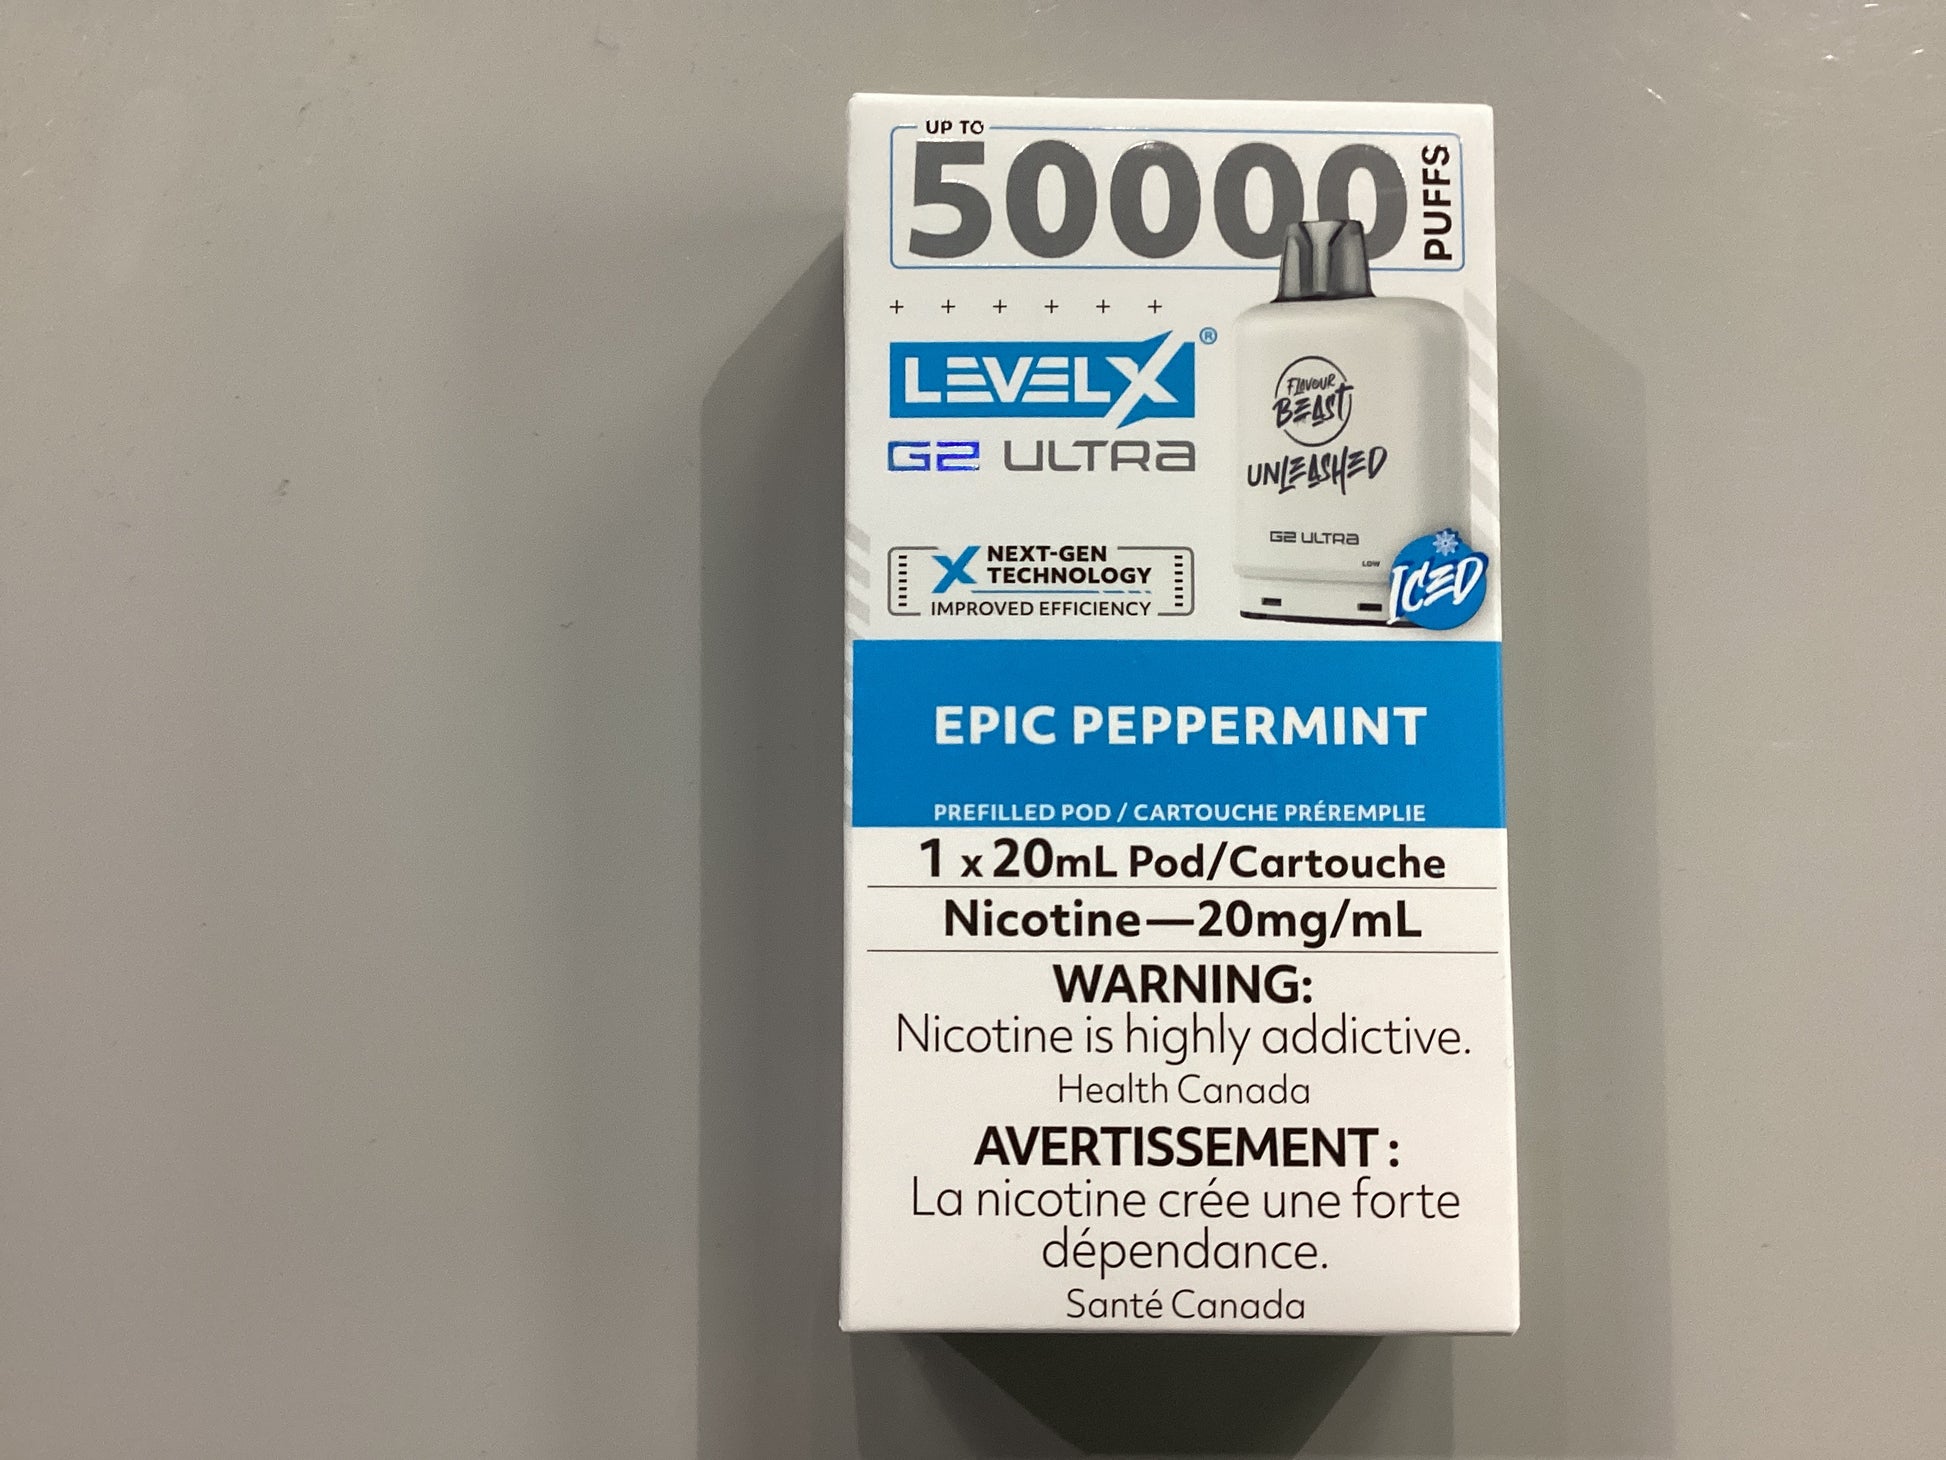 UP TO
50000
PUFFS
LEVELX®
G2 ULTRA
FLAVOUR
BEAST
UNLEASHED
G2 ULTRA
LOW
ICED
X NEXT-GEN
TECHNOLOGY
IMPROVED EFFICIENCY
EPIC PEPPERMINT
PREFILLED POD / CARTOUCHE PRÉREMPLIE
1 x 20mL Pod/Cartouche
Nicotine—20mg/mL
WARNING:
Nicotine is highly addictive.
Health Canada
AVERTISSEMENT :
La nicotine crée une forte
dépendance.
Santé Canada